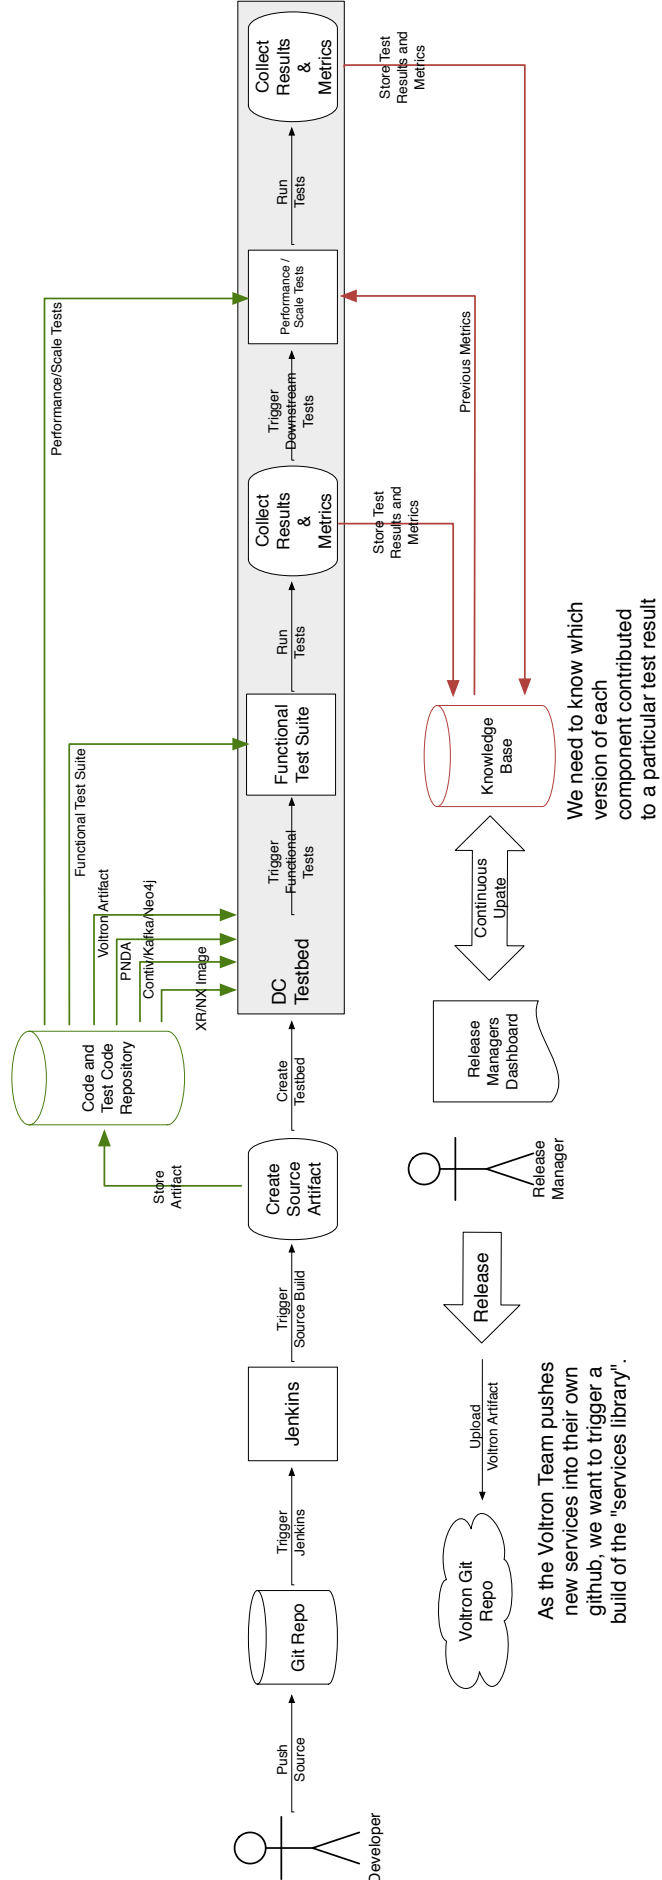 Performance/Scale Tests
Functional Test Suite
Voltron Artifact
PNDA
Contiv/Kafka/Neo4j
XR/NX Image
Code and
Test Code
Repository
Store
Artifact
Developer
Push
Source
Git Repo
Trigger
Jenkins
Jenkins
Trigger
Source Build
Create
Source
Artifact
Create
Testbed
DC
Testbed
Trigger
Functional
Tests
Functional
Test Suite
Run
Tests
Collect
Results
&
Metrics
Trigger
Downstream
Tests
Performance /
Scale Tests
Run
Tests
Collect
Results
&
Metrics
Store Test
Results and
Metrics
Store Test
Results and
Metrics
Previous Metrics
Voltron Git
Repo
Upload
Voltron Artifact
Release
Release
Manager
Release
Managers
Dashboard
Continuous
Upate
Knowledge
Base
As the Voltron Team pushes
new services into their own
github, we want to trigger a
build of the "services library".
We need to know which
version of each
component contributed
to a particular test result